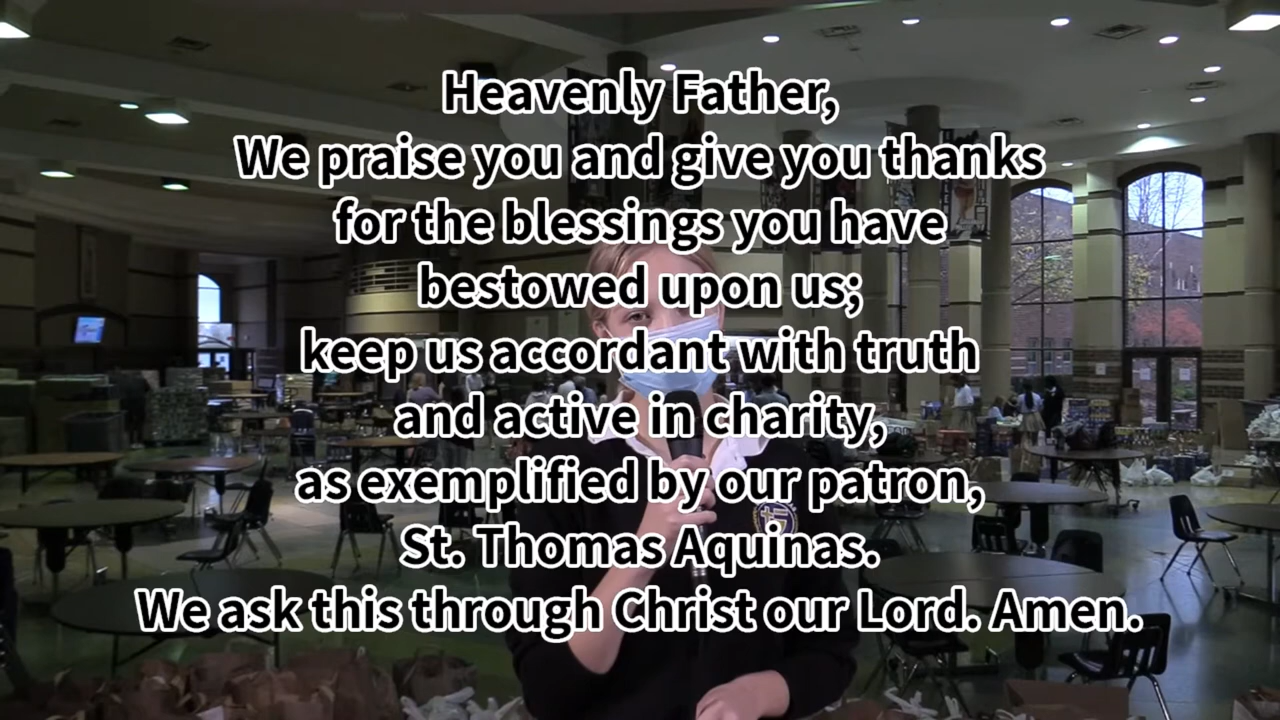 Heavenly Father,
We praise you and give you thanks
for the blessings you have
bestowed upon us;
keep us accordant with truth
and active in charity,
as exemplified by our patron,
St. Thomas Aquinas.
We ask this through Christ our Lord. Amen.